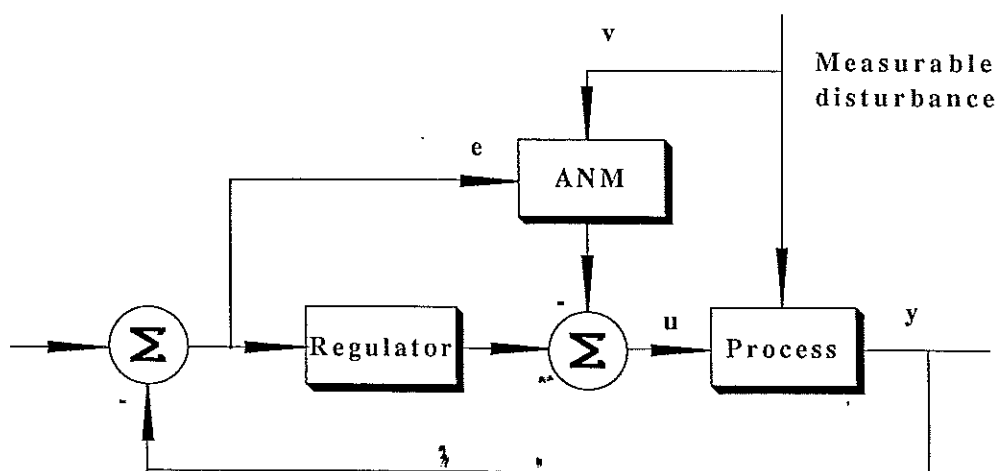 v
Measurable
disturbance
e
ANM
Σ
Regulator
Σ
u
Process
y
-
-